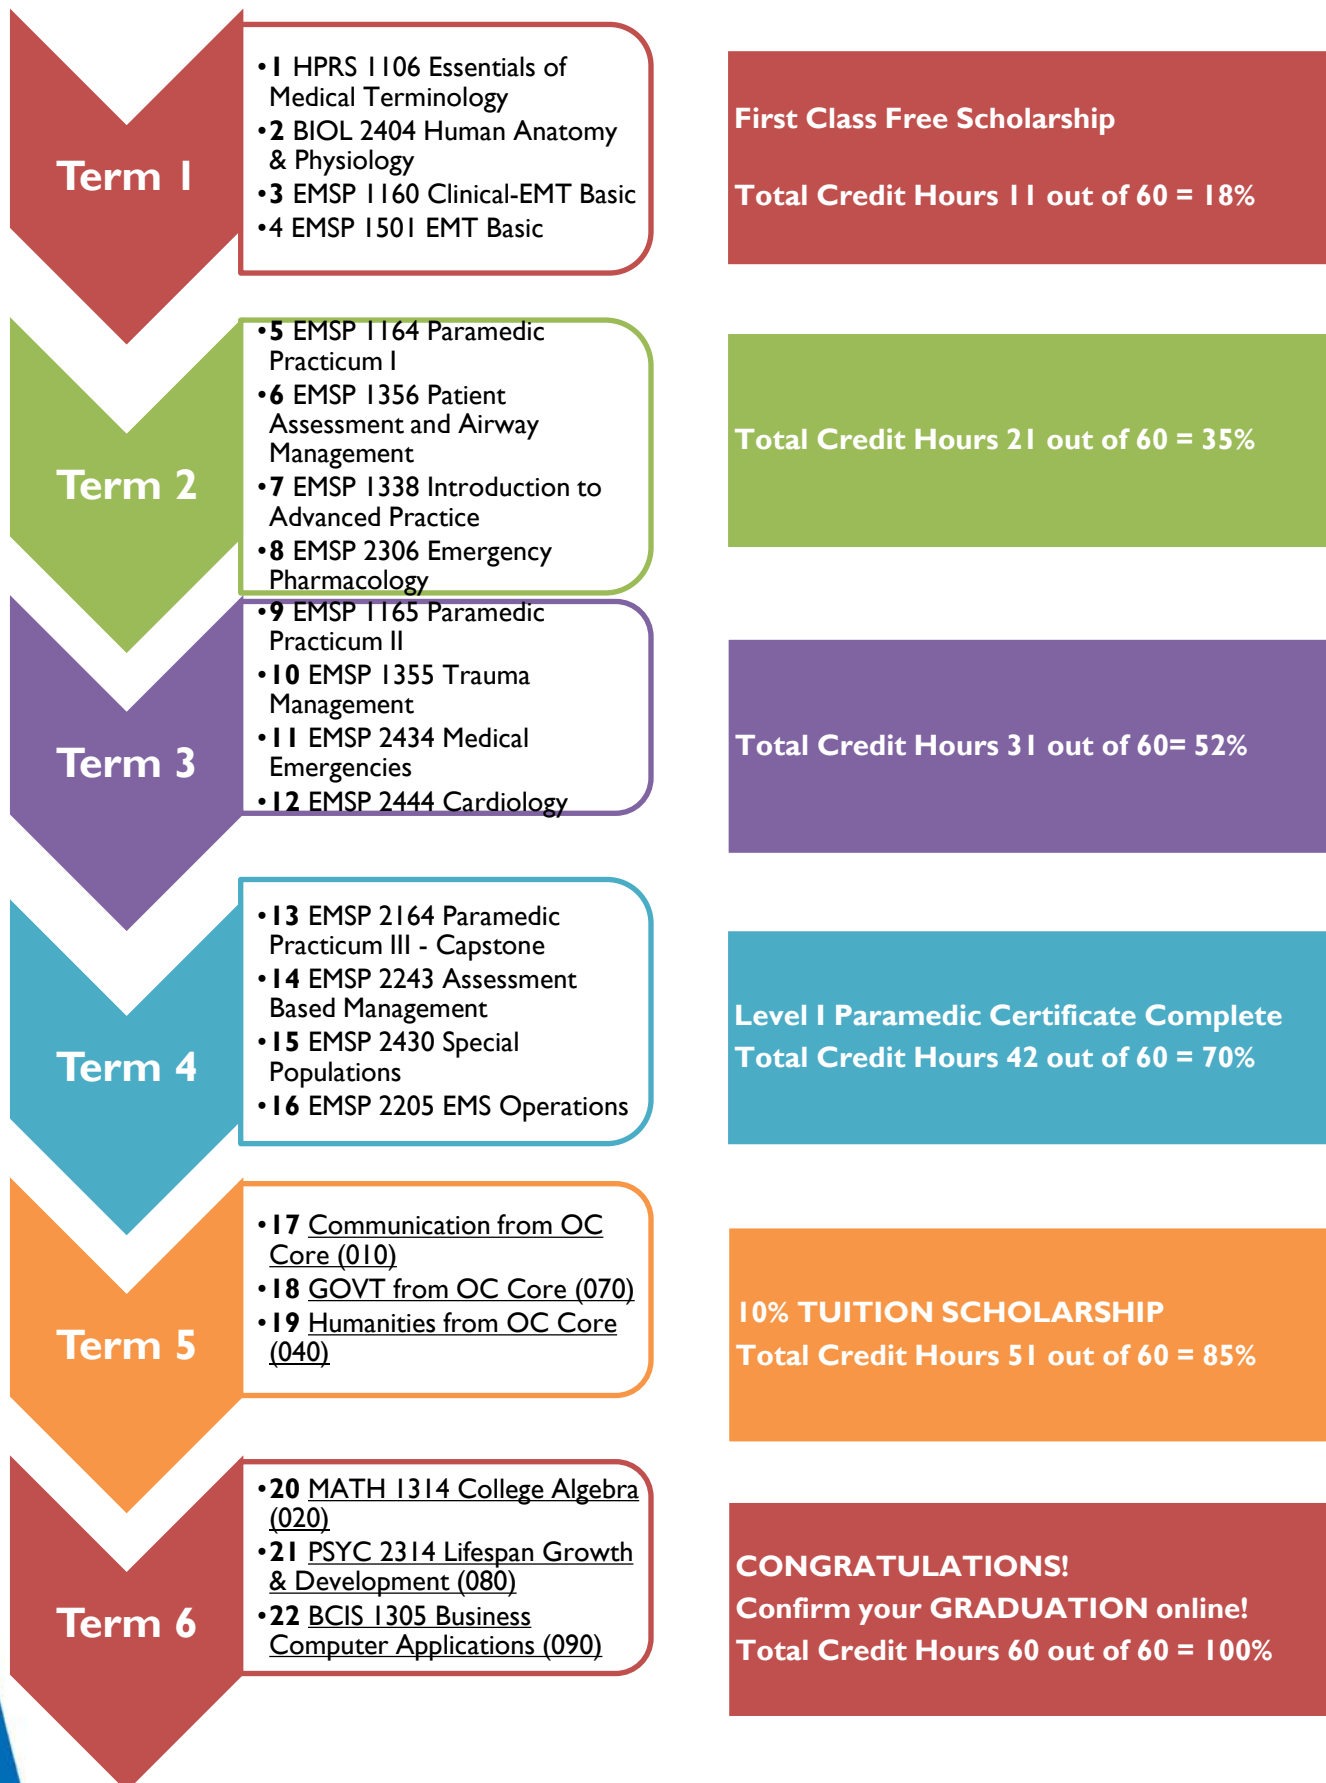 Term 1
•1 HPRS 1106 Essentials of
Medical Terminology
•2 BIOL 2404 Human Anatomy
& Physiology
•3 EMSP 1160 Clinical-EMT Basic
•4 EMSP 1501 EMT Basic
First Class Free Scholarship
Total Credit Hours 11 out of 60 = 18%
Term 2
•5 EMSP 1164 Paramedic
Practicum I
•6 EMSP 1356 Patient
Assessment and Airway
Management
•7 EMSP 1338 Introduction to
Advanced Practice
•8 EMSP 2306 Emergency
Pharmacology
Total Credit Hours 21 out of 60 = 35%
Term 3
•9 EMSP 1165 Paramedic
Practicum II
•10 EMSP 1355 Trauma
Management
•11 EMSP 2434 Medical
Emergencies
•12 EMSP 2444 Cardiology
Total Credit Hours 31 out of 60= 52%
Term 4
•13 EMSP 2164 Paramedic
Practicum III - Capstone
•14 EMSP 2243 Assessment
Based Management
•15 EMSP 2430 Special
Populations
•16 EMSP 2205 EMS Operations
Level I Paramedic Certificate Complete
Total Credit Hours 42 out of 60 = 70%
Term 5
•17 Communication from OC
Core (010)
•18 GOVT from OC Core (070)
•19 Humanities from OC Core
(040)
10% TUITION SCHOLARSHIP
Total Credit Hours 51 out of 60 = 85%
Term 6
•20 MATH 1314 College Algebra
(020)
•21 PSYC 2314 Lifespan Growth
& Development (080)
•22 BCIS 1305 Business
Computer Applications (090)
CONGRATULATIONS!
Confirm your GRADUATION online!
Total Credit Hours 60 out of 60 = 100%